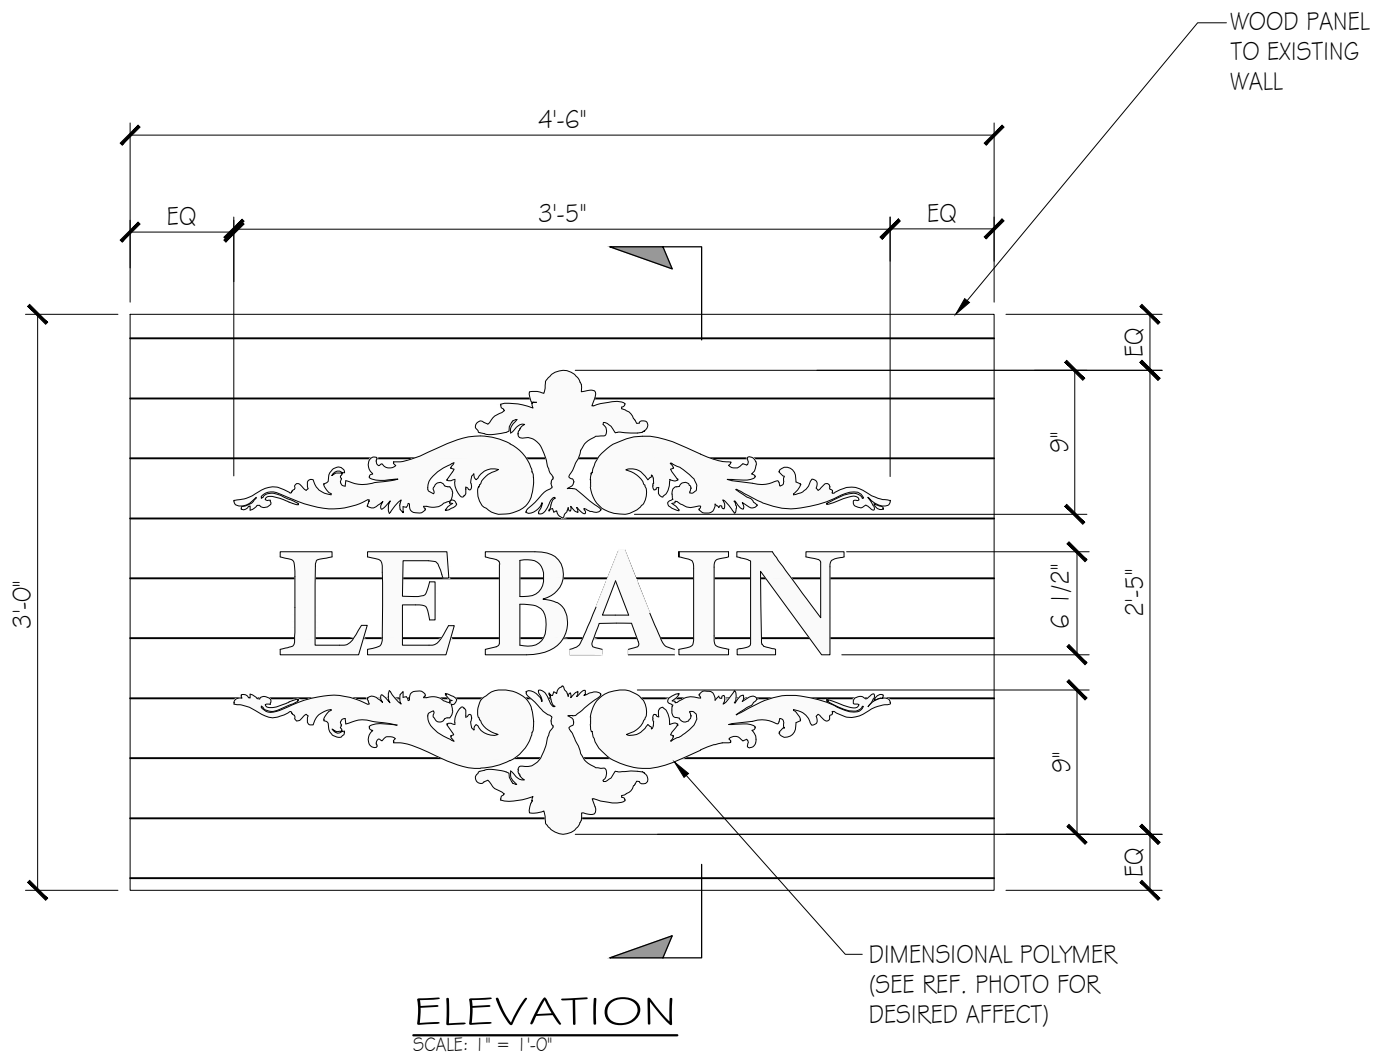 WOOD PANEL
TO EXISTING
WALL
4'-6"
EQ
3'-5"
EQ
EQ
9"
3'-0"
LE BAIN
6 1/2"
2'-5"
9"
EQ
DIMENSIONAL POLYMER
(SEE REF. PHOTO FOR
DESIRED AFFECT)
ELEVATION
SCALE: 1" = 1'-0"